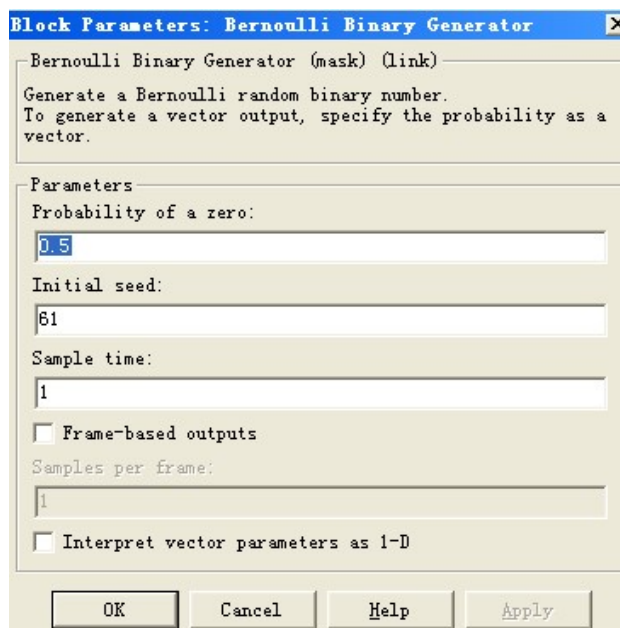 Block Parameters: Bernoulli Binary Generator
Bernoulli Binary Generator (mask) (link)
Generate a Bernoulli random binary number.
To generate a vector output, specify the probability as a
vector.
Parameters
Probability of a zero:
0.5
Initial seed:
61
Sample time:
1
Frame-based outputs
Samples per frame:
1
Interpret vector parameters as 1-D
OK Cancel Help Apply